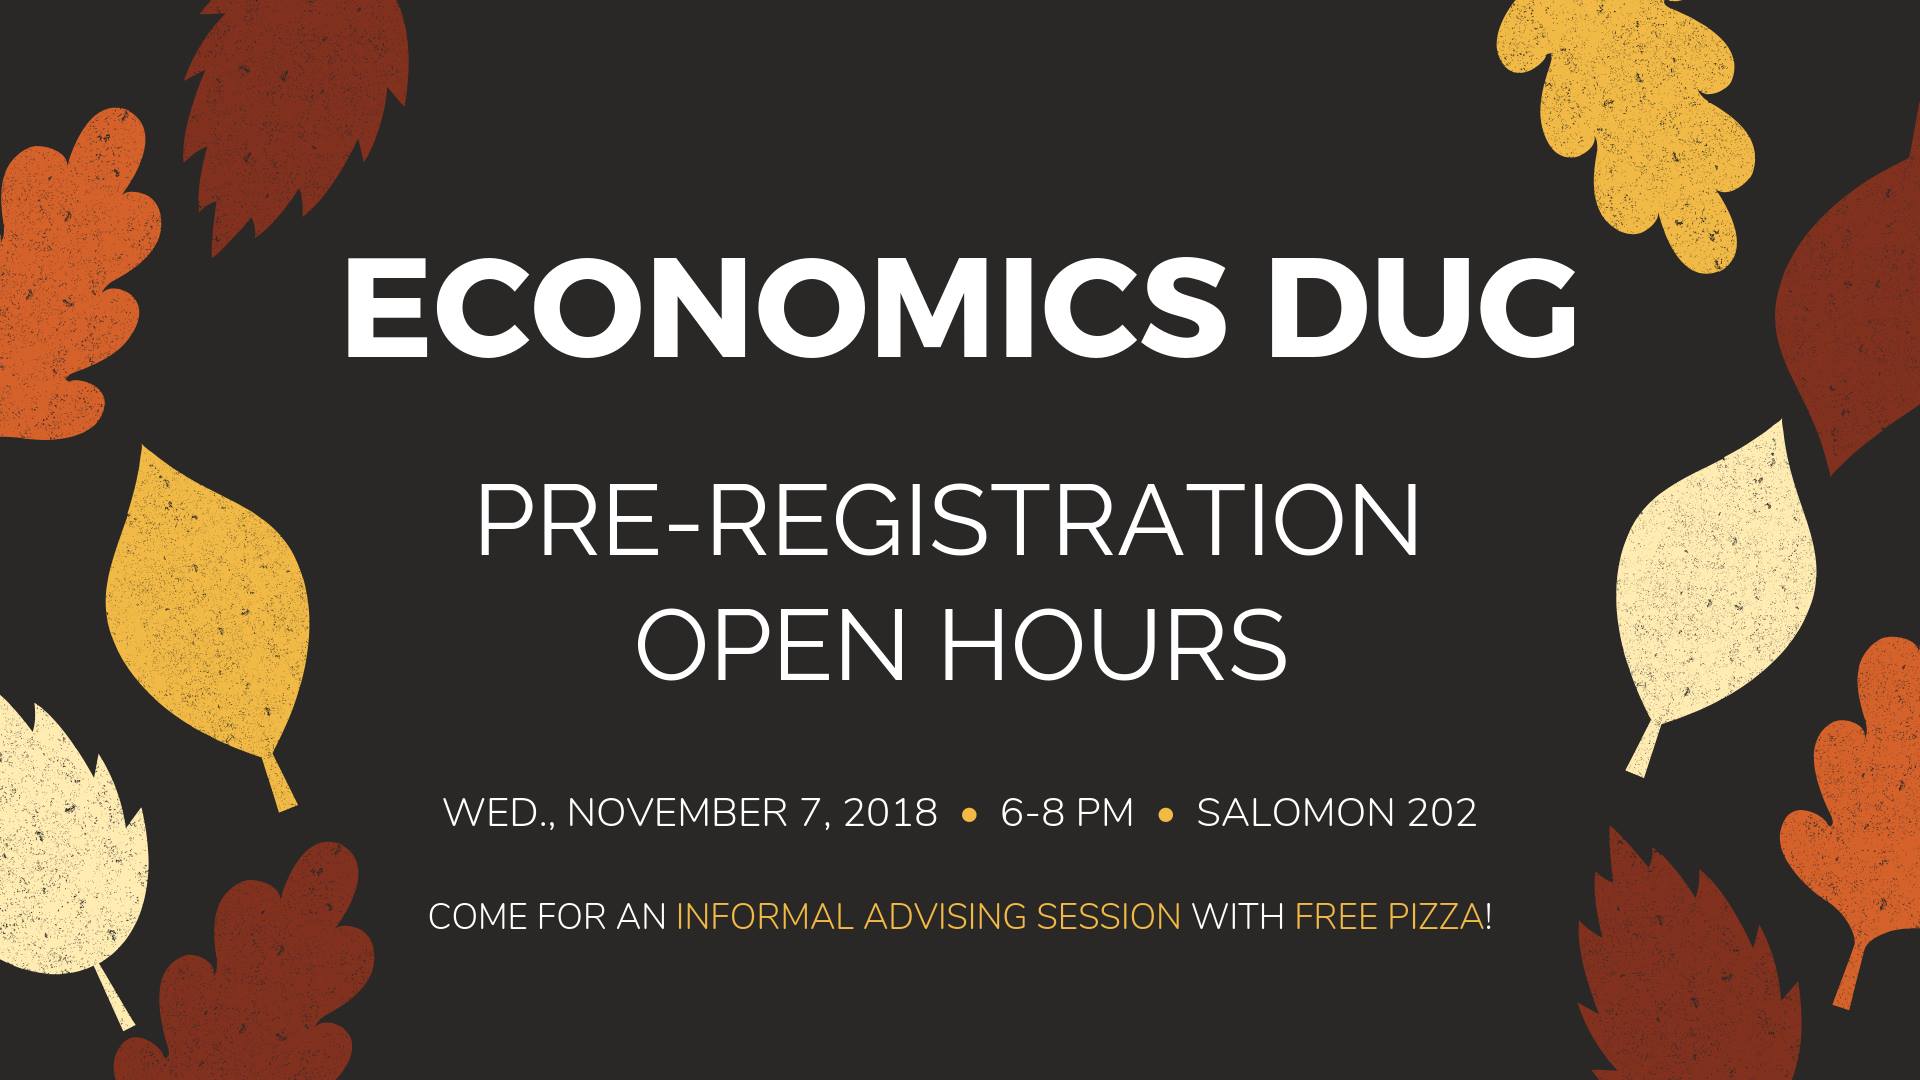 ECONOMICS DUG
PRE-REGISTRATION
OPEN HOURS
WED., NOVEMBER 7, 2018 • 6-8 PM • SALOMON 202
COME FOR AN INFORMAL ADVISING SESSION WITH FREE PIZZA!